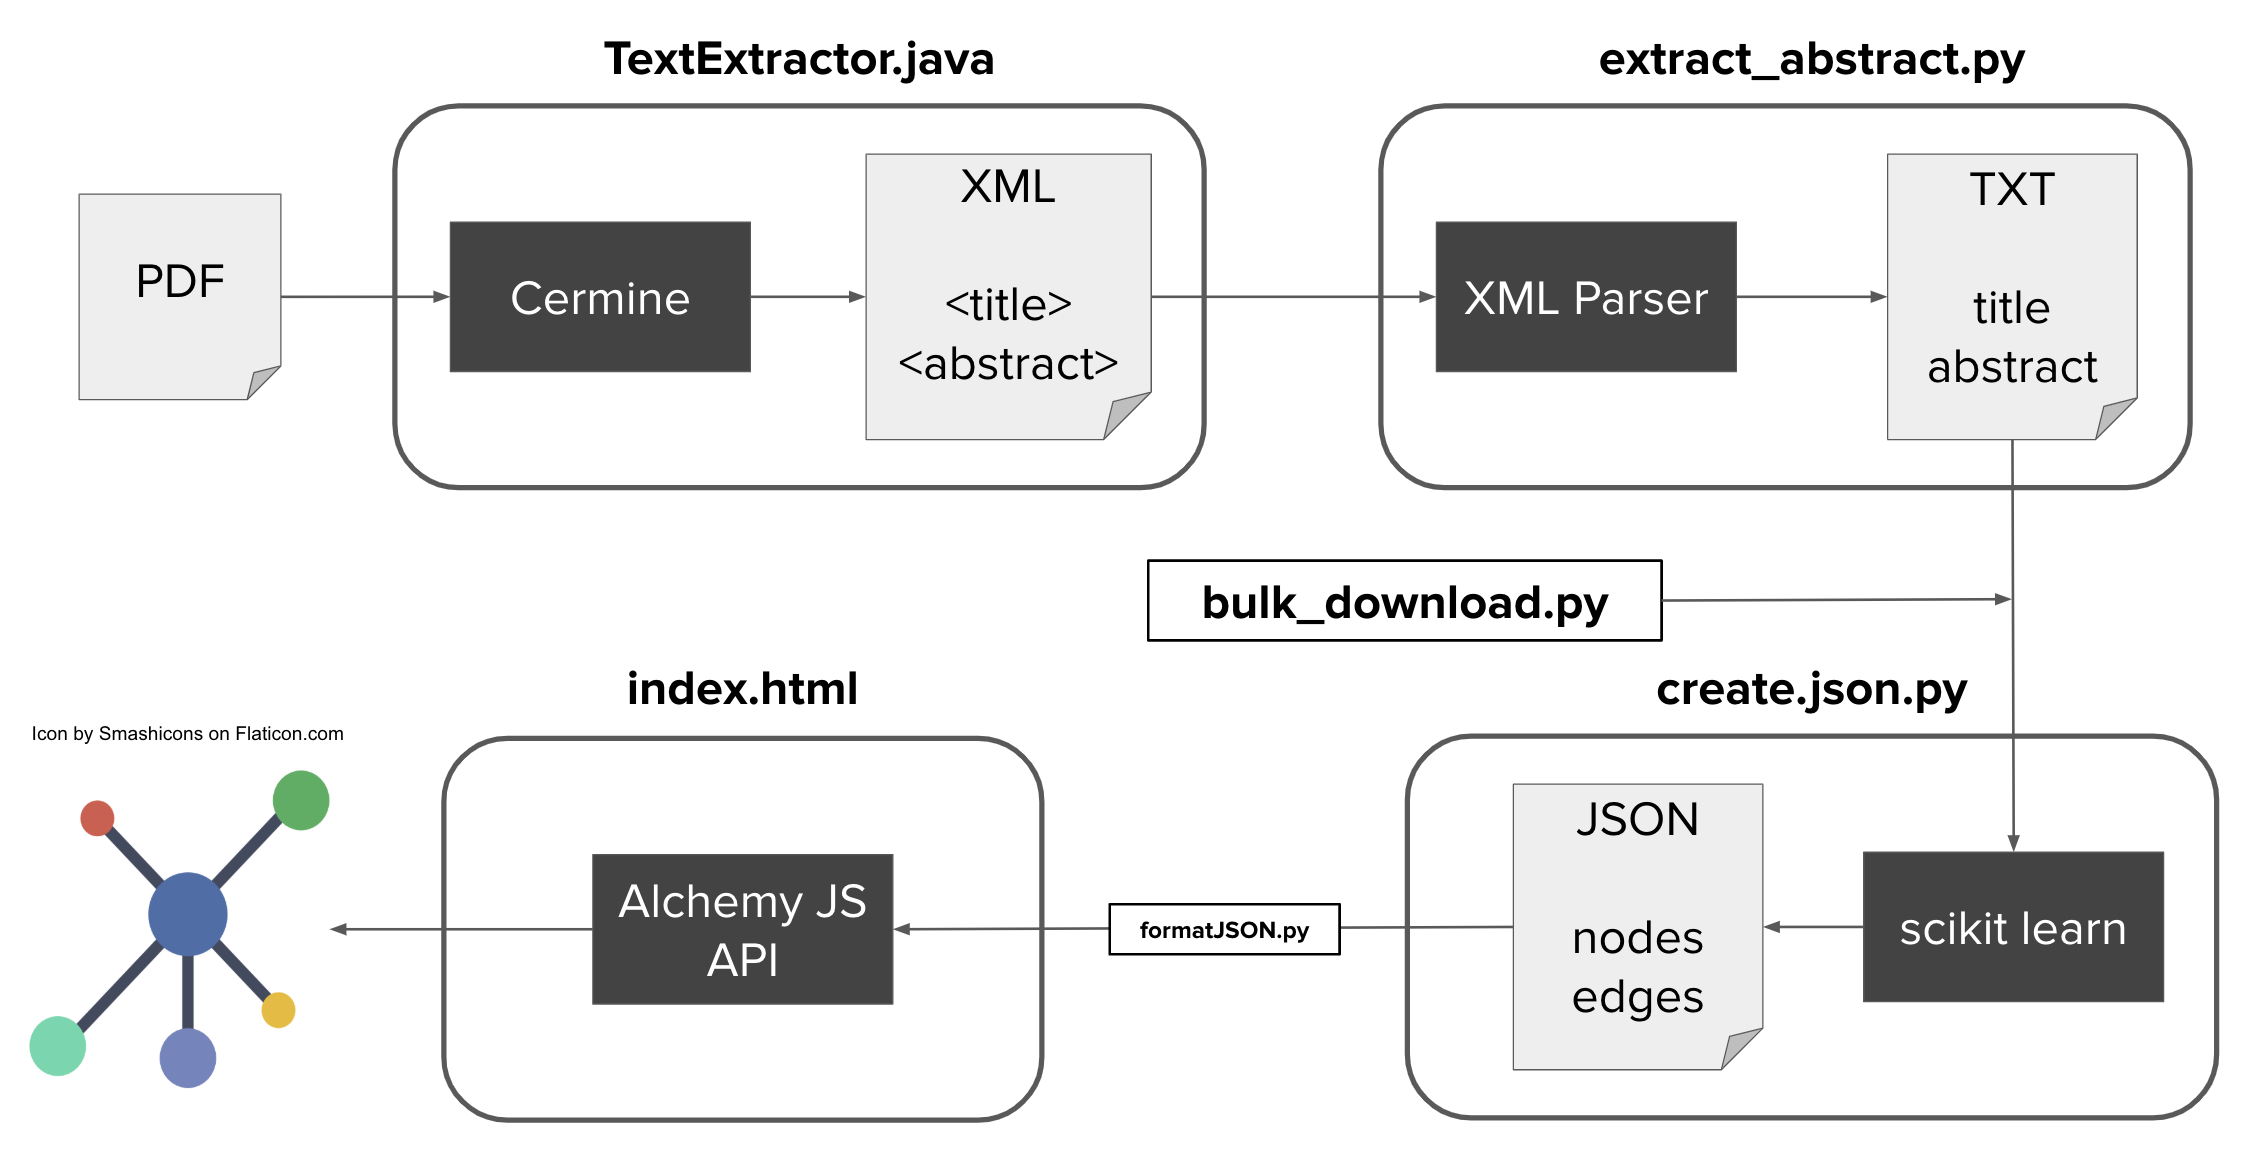 TextExtractor.java
extract_abstract.py
PDF
Cermine
XML
<title>
<abstract>
XML Parser
TXT
title
abstract
bulk_download.py
index.html
create.json.py
Icon by Smashicons on Flaticon.com
Alchemy JS
API
formatJSON.py
JSON
nodes
edges
scikit learn